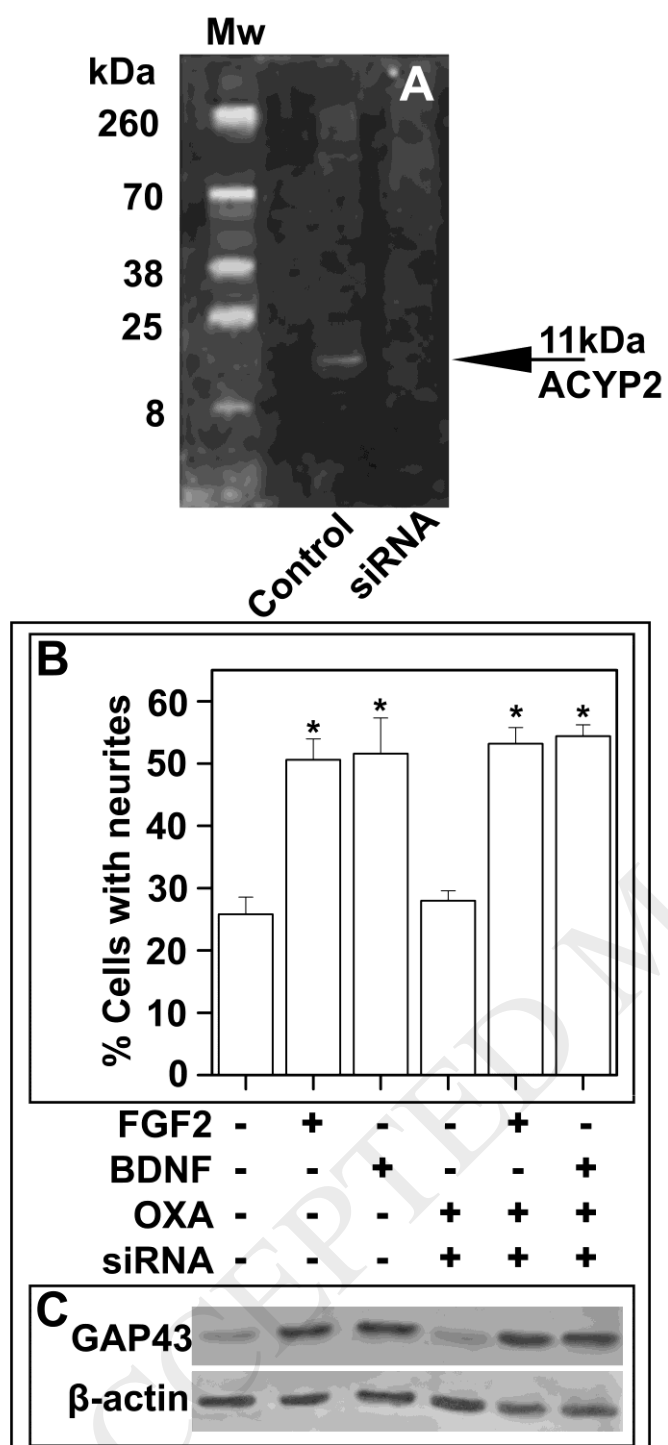 Mw
kDa
A
260
70
38
25
8
11kDa
ACYP2
Control
siRNA
B
% Cells with neurites
60
50
40
30
20
10
0
* * * *
FGF2 - + - - + -
BDNF - - + - - +
OXA - - - + + +
siRNA - - - + + +
C
GAP43
β-actin
CCEPTED M